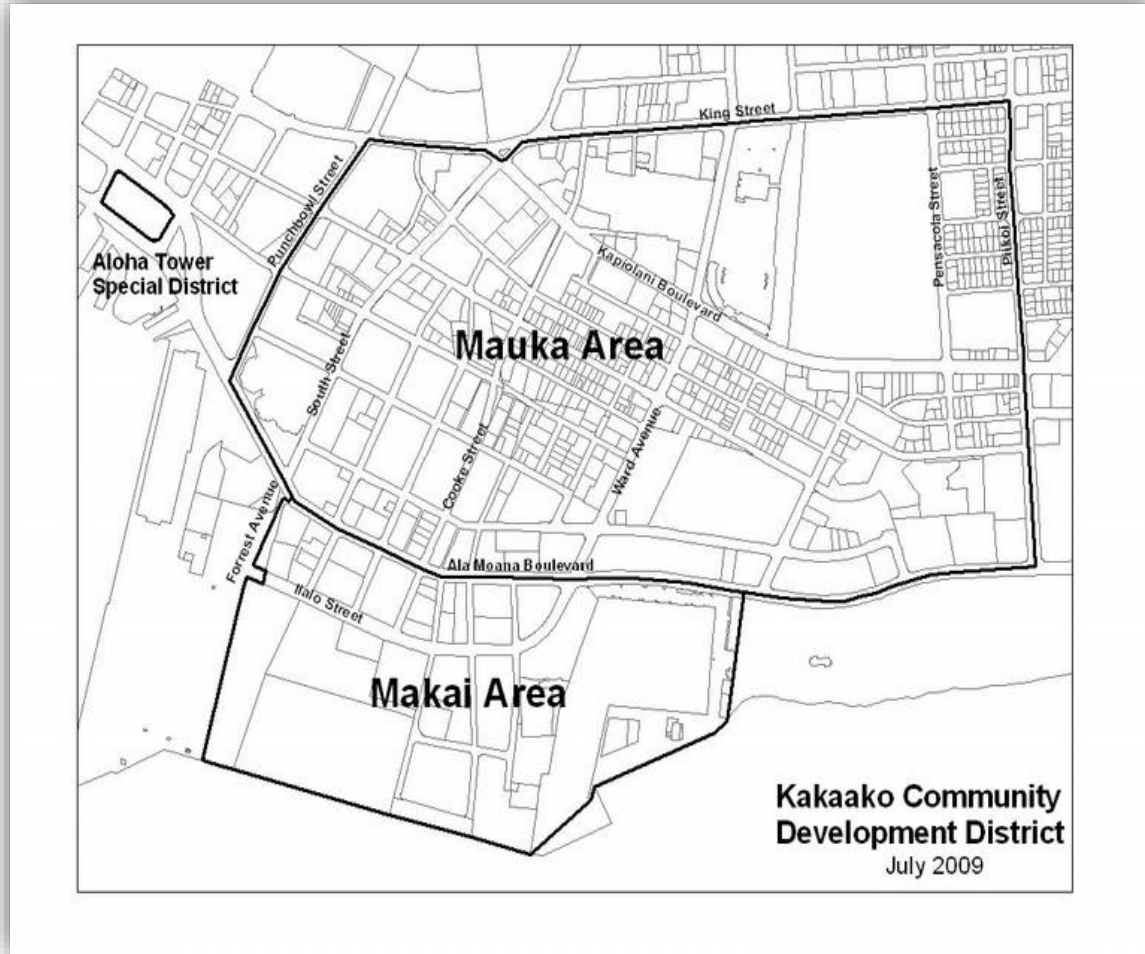 King Street
Punchbowl Street
Pensacola Street
Piikoi Street
Aloha Tower
Special District
Kapiolani Boulevard
Mauka Area
South Street
Cooke Street
Ward Avenue
Forrest Avenue
Ala Moana Boulevard
Ilalo Street
Makai Area
Kakaako Community
Development District
July 2009